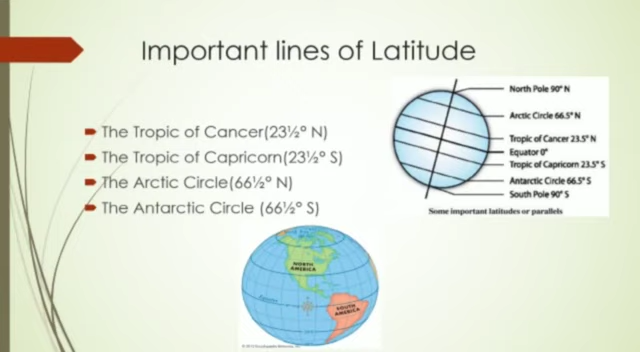 Important lines of Latitude
The Tropic of Cancer(23½° N)
The Tropic of Capricorn(23½° S)
The Arctic Circle(66½° N)
The Antarctic Circle (66½° S)
North Pole 90° N
Arctic Circle 66.5° N
Tropic of Cancer 23.5° N
Equator 0°
Tropic of Capricorn 23.5° S
Antarctic Circle 66.5° S
South Pole 90° S
Some important latitudes or parallels
NORTH
AMERICA
SOUTH
AMERICA